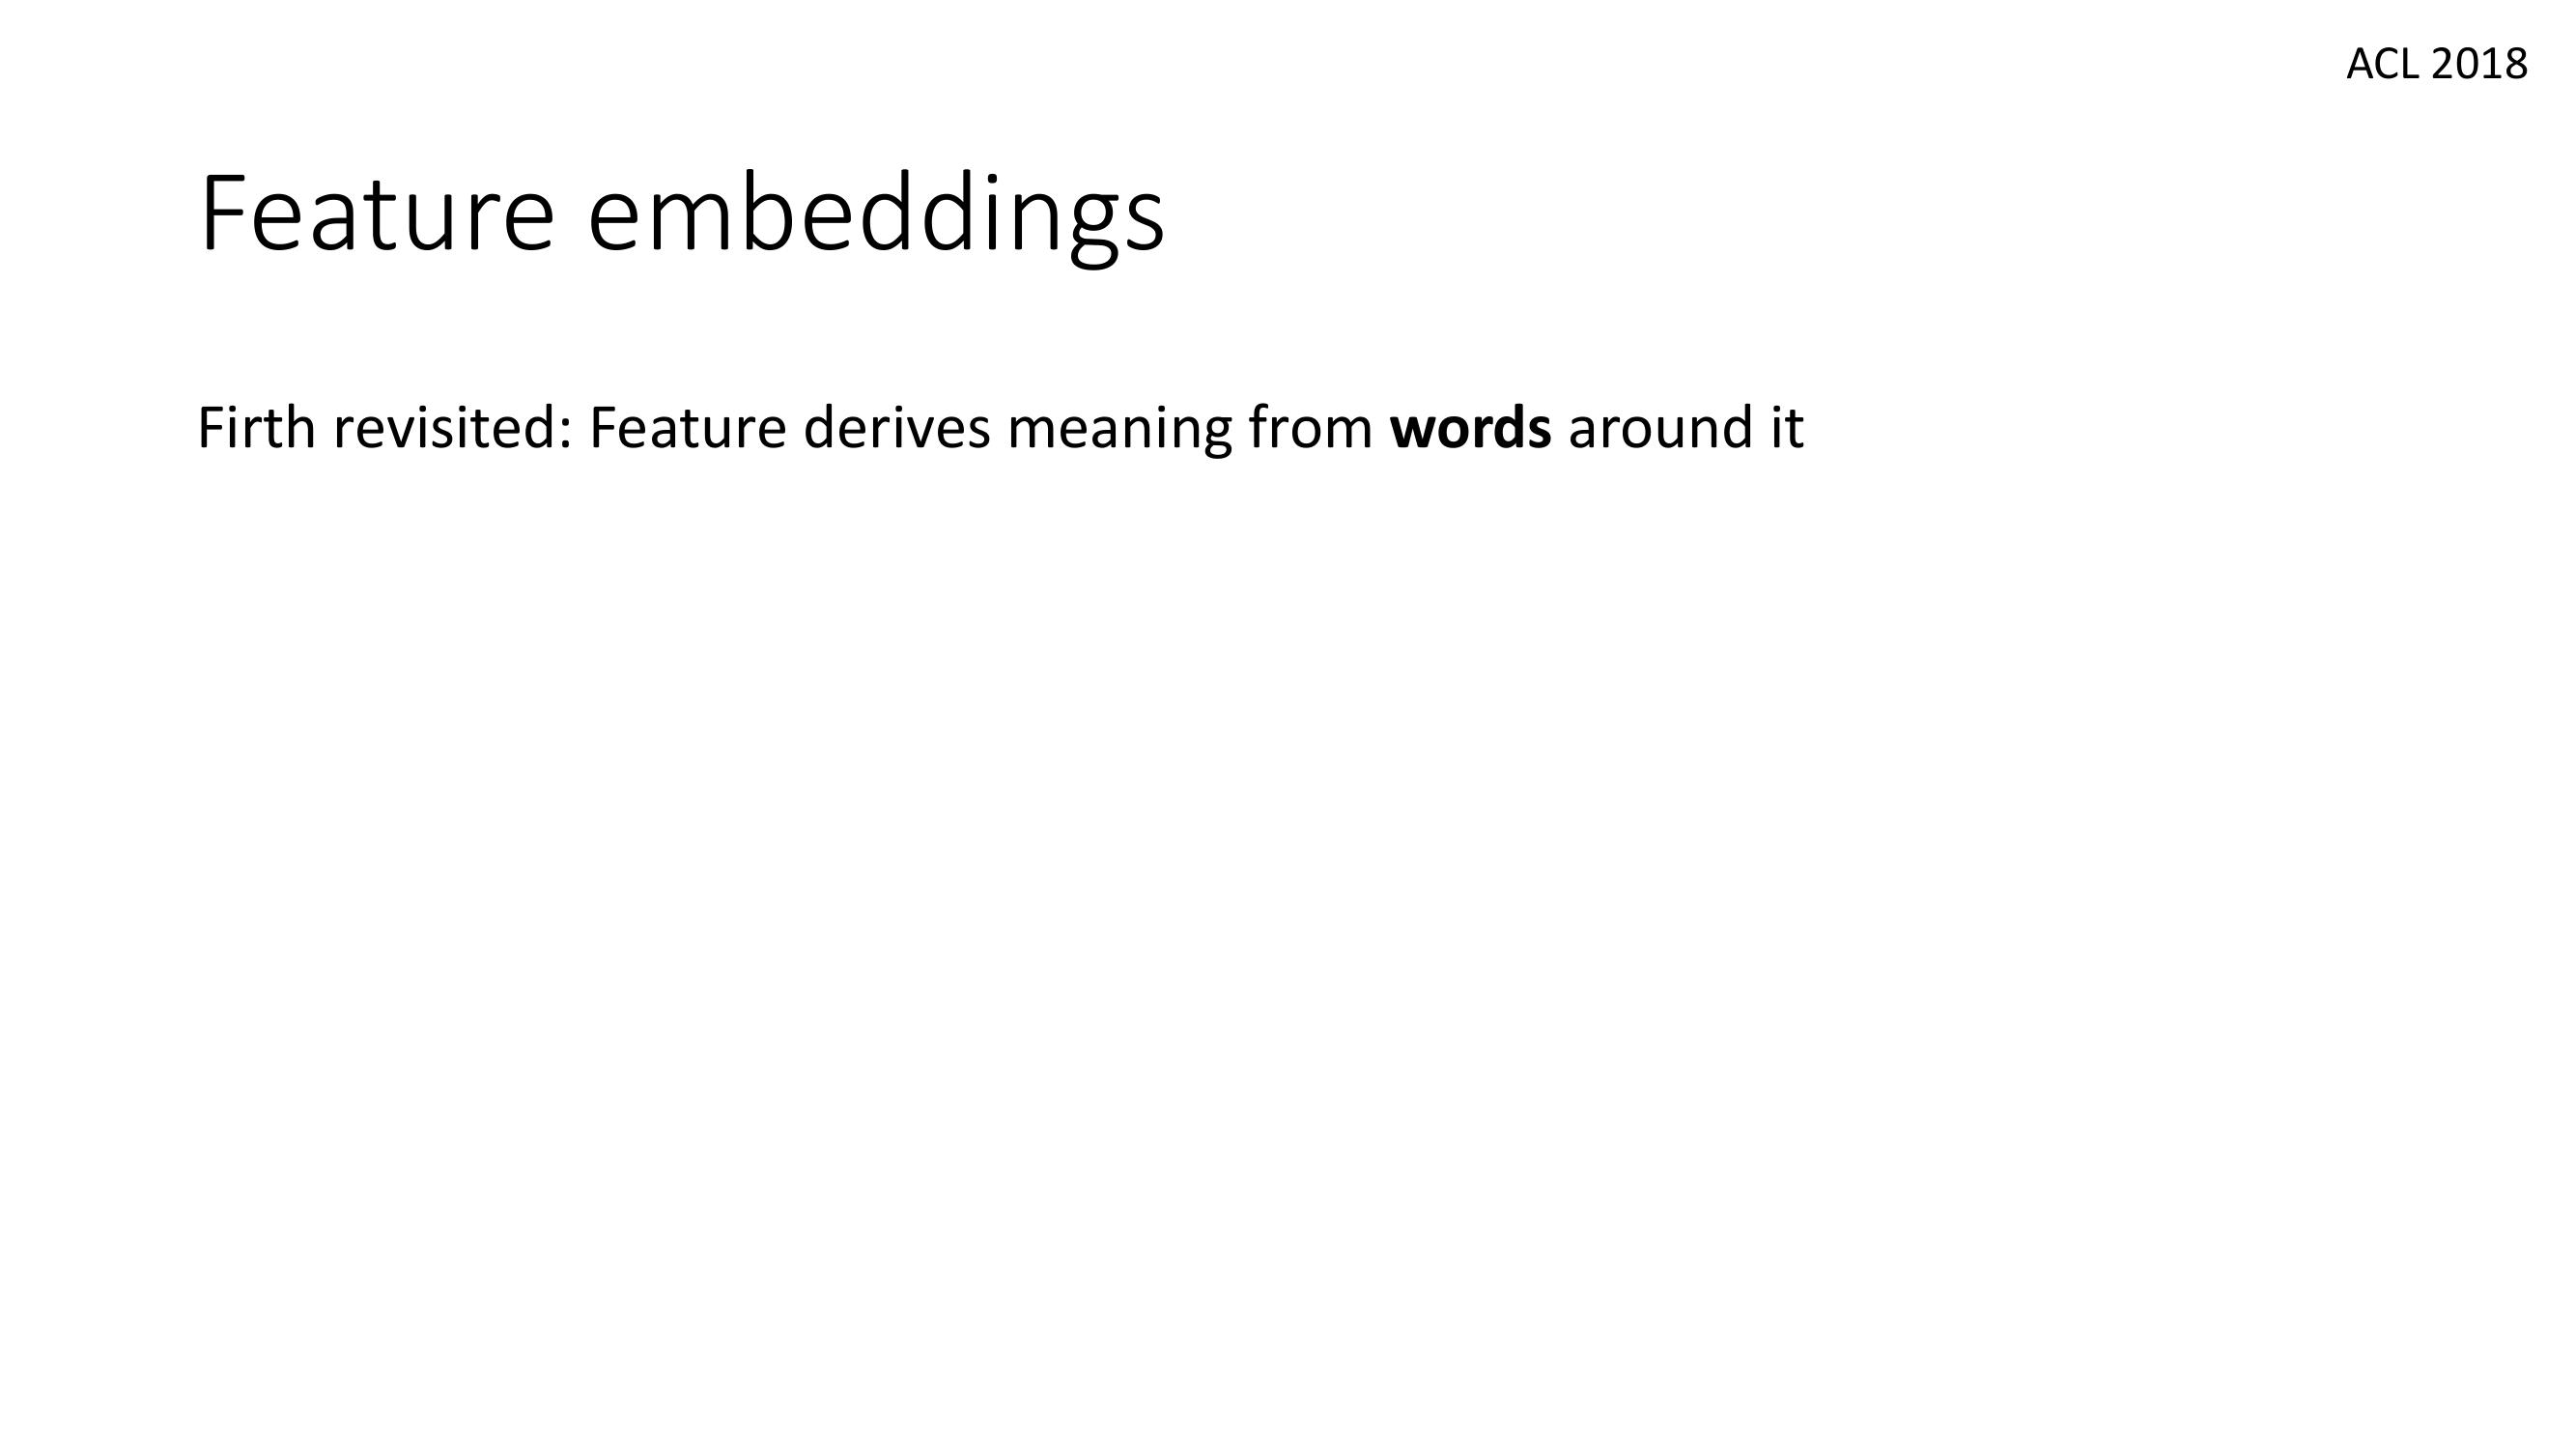 ACL 2018
Feature embeddings
Firth revisited: Feature derives meaning from words around it